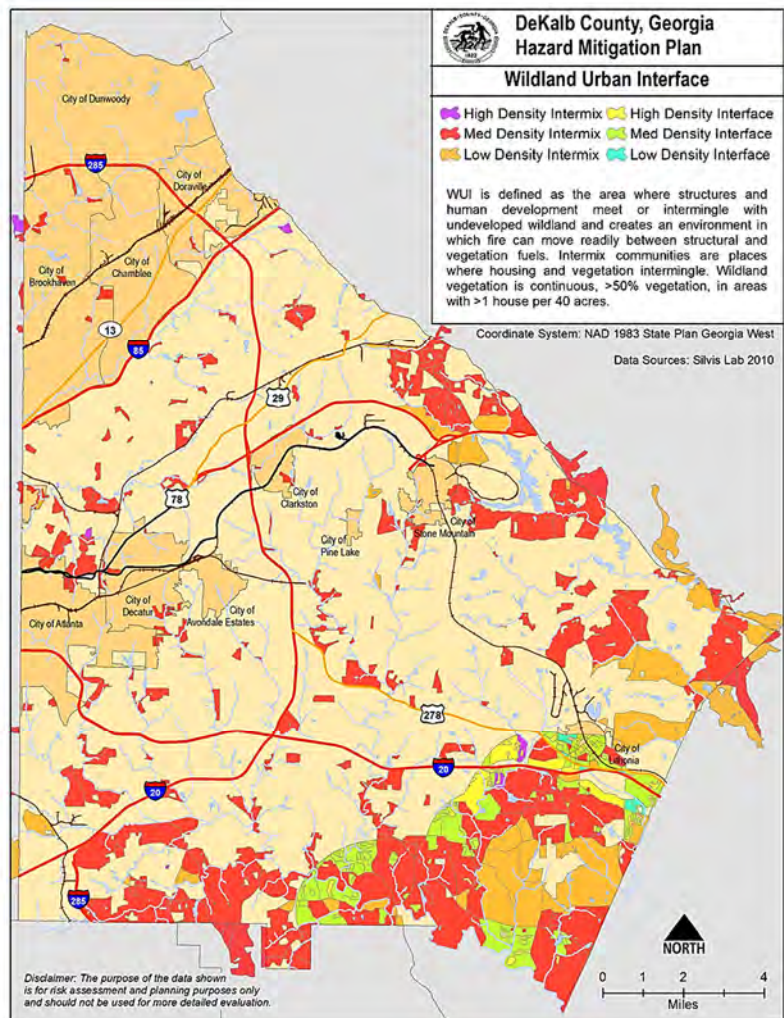 DeKalb County, Georgia
Hazard Mitigation Plan
Wildland Urban Interface
High Density Intermix
High Density Interface
Med Density Intermix
Med Density Interface
Low Density Intermix
Low Density Interface
WUI is defined as the area where structures and
human development meet or intermingle with
undeveloped wildland and creates an environment in
which fire can move readily between structural and
vegetation fuels. Intermix communities are places
where housing and vegetation intermingle. Wildland
vegetation is continuous, >50% vegetation, in areas
with >1 house per 40 acres.
Coordinate System: NAD 1983 State Plan Georgia West
Data Sources: Silvis Lab 2010
City of Dunwoody
285
City of
Doraville
City of
Brookhaven
City of
Chamblee
13
85
29
78
City of
Clarkston
City of
Pine Lake
City of
Stone Mountain
City of
Decatur
City of Atlanta
City of
Avondale Estates
278
City of
Lithonia
20
20
285
NORTH
0 2 4
Miles
Disclaimer: The purpose of the data shown
is for risk assessment and planning purposes only
and should not be used for more detailed evaluation.